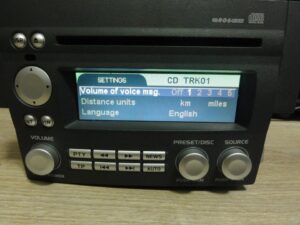 SETTINGS CD TRK01
Volume of voice msg. Off 1 2 3 4 5
Distance units km miles
Language English
VOLUME
PRESET/DISC
SOURCE
PTY NEWS
TP AUTO